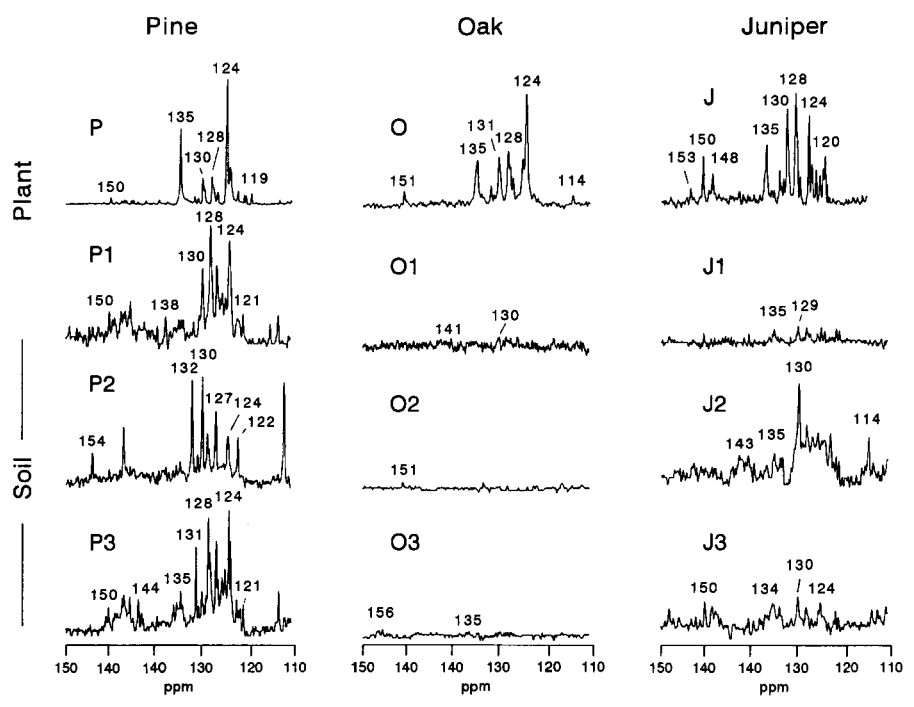 Pine Oak Juniper
Plant
Soil
P
150
135
130
128
124
119
O
151
135
131
128
124
114
J
153
150
148
135
130
128
124
120
P1
150
138
130
128
124
121
O1
141
130
J1
135
129
P2
154
132
130
127
124
122
O2
151
J2
143
135
130
114
P3
150
144
135
131
128
124
121
O3
156
135
J3
150
134
130
124
150 140 130 120 110
ppm
150 140 130 120 110
ppm
150 140 130 120 110
ppm